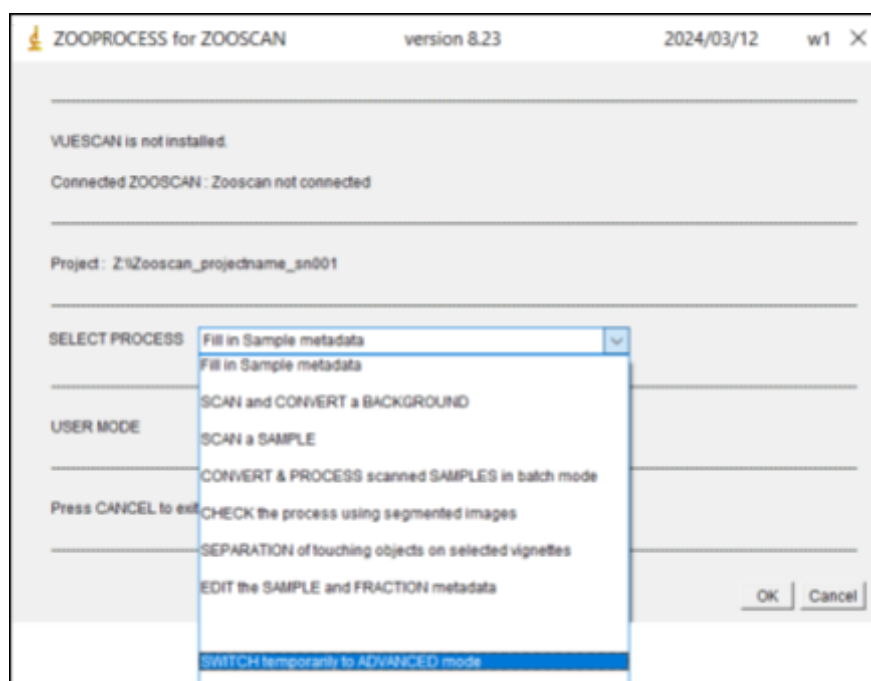 ZOOPROCESS for ZOOSCAN version 8.23 2024/03/12 w1
VUESCAN is not installed.
Connected ZOOSCAN : Zooscan not connected
Project : Z:\\Zooscan_projectname_sn001
SELECT PROCESS Fill in Sample metadata
Fill in Sample metadata
SCAN and CONVERT a BACKGROUND
SCAN a SAMPLE
CONVERT & PROCESS scanned SAMPLES in batch mode
USER MODE
Press CANCEL to exit
CHECK the process using segmented images
SEPARATION of touching objects on selected vignettes
EDIT the SAMPLE and FRACTION metadata
OK Cancel
SWITCH temporarily to ADVANCED mode